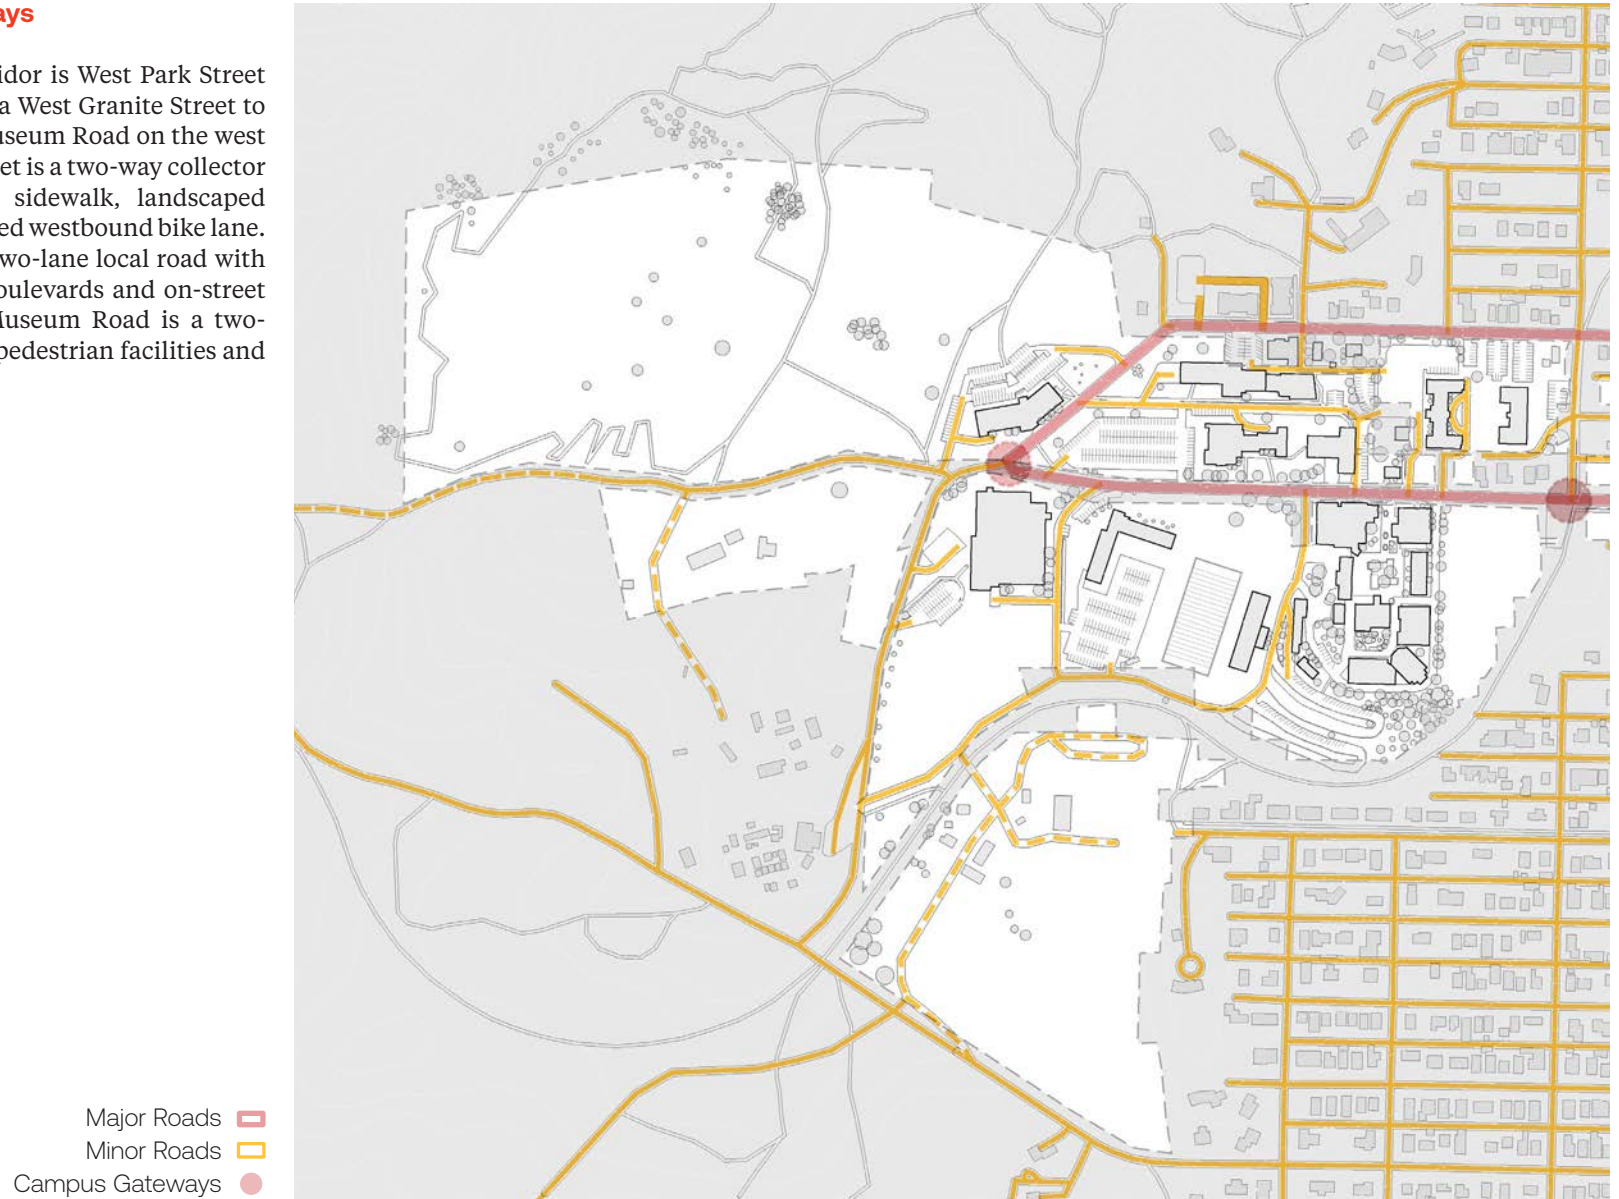 ays
idor is West Park Street
a West Granite Street to
useum Road on the west
et is a two-way collector
sidewalk, landscaped
ed westbound bike lane.
wo-lane local road with
oulevards and on-street
Museum Road is a two-
pedestrian facilities and
Major Roads
Minor Roads
Campus Gateways